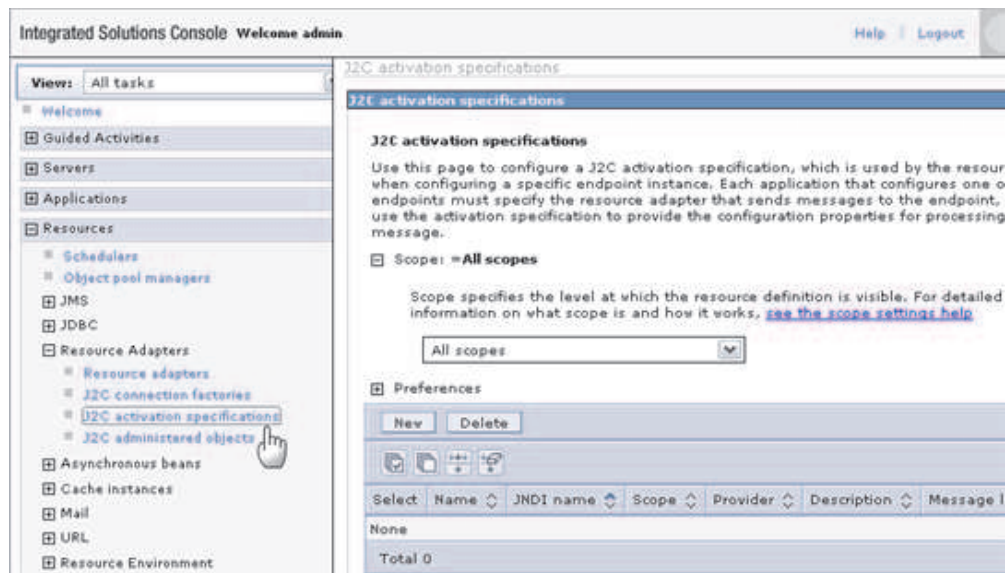 Integrated Solutions Console Welcome admin
Help | Logout
View: All tasks
Welcome
Guided Activities
Servers
Applications
Resources
Schedulers
Object pool managers
JMS
JDBC
Resource Adapters
Resource adapters
J2C connection factories
J2C activation specifications
J2C administered objects
Asynchronous beans
Cache instances
Mail
URL
Resource Environment
J2C activation specifications
J2C activation specifications
J2C activation specifications
Use this page to configure a J2C activation specification, which is used by the resour
when configuring a specific endpoint instance. Each application that configures one o
endpoints must specify the resource adapter that sends messages to the endpoint,
use the activation specification to provide the configuration properties for processing
message.
Scope: =All scopes
Scope specifies the level at which the resource definition is visible. For detailed
information on what scope is and how it works, see the scope settings help
All scopes
Preferences
New Delete
Select Name JNDI name Scope Provider Description Message l
None
Total 0